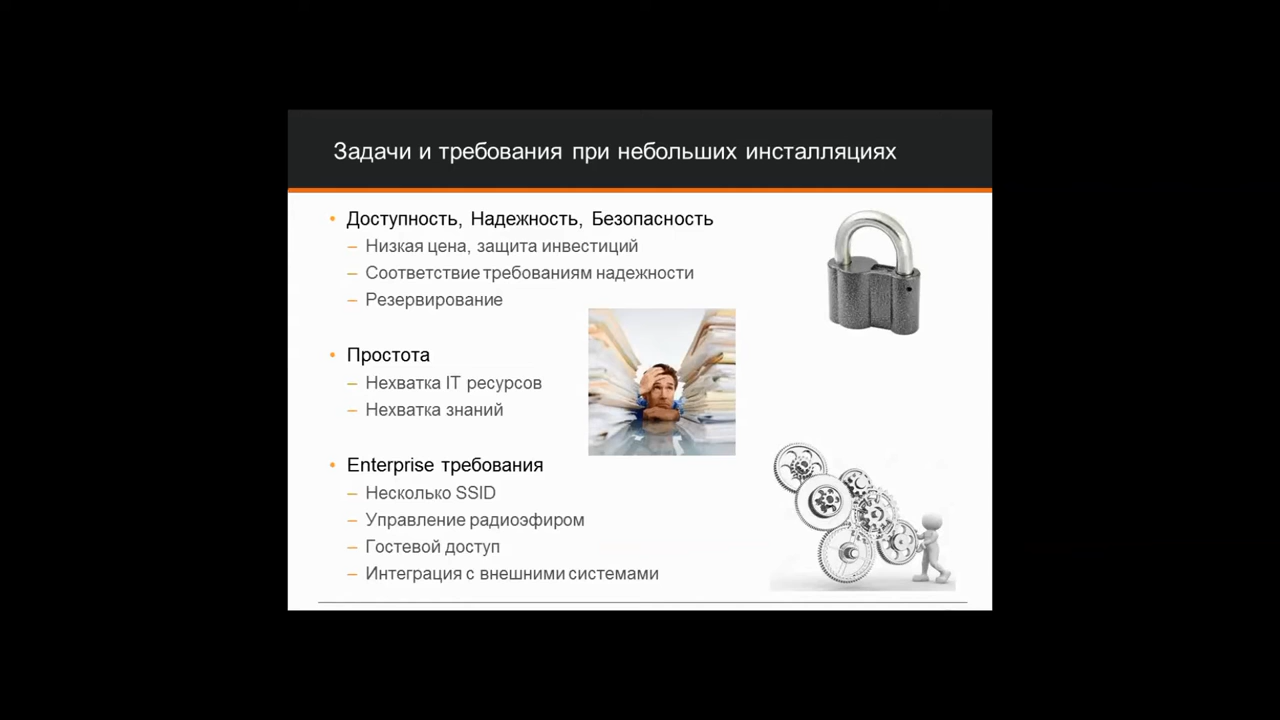 Задачи и требования при небольших инсталляциях
• Доступность, Надежность, Безопасность
– Низкая цена, защита инвестиций
– Соответствие требованиям надежности
– Резервирование
• Простота
– Нехватка IT ресурсов
– Нехватка знаний
• Enterprise требования
– Несколько SSID
– Управление радиоэфиром
– Гостевой доступ
– Интеграция с внешними системами